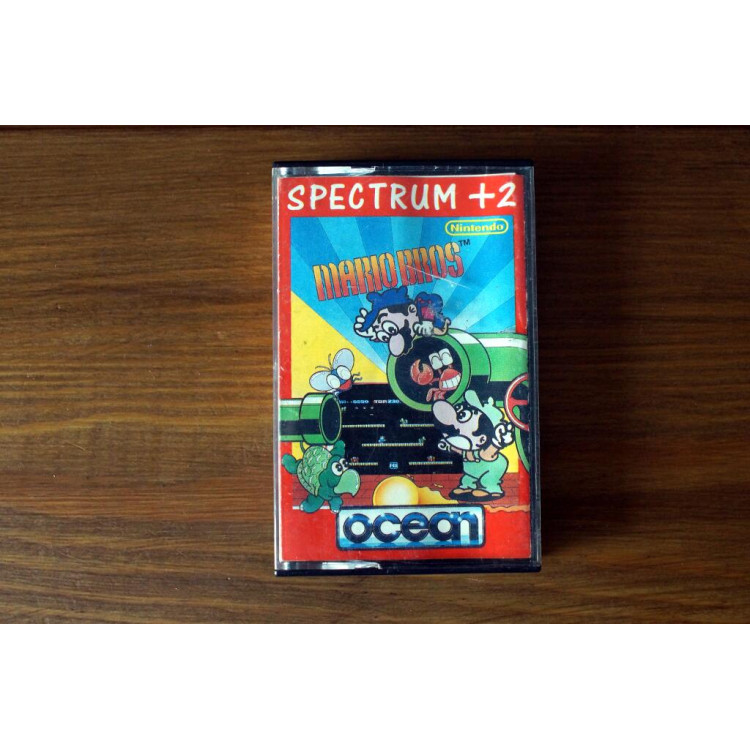 SPECTRUM +2
Nintendo
MARIO BROS™
ocean